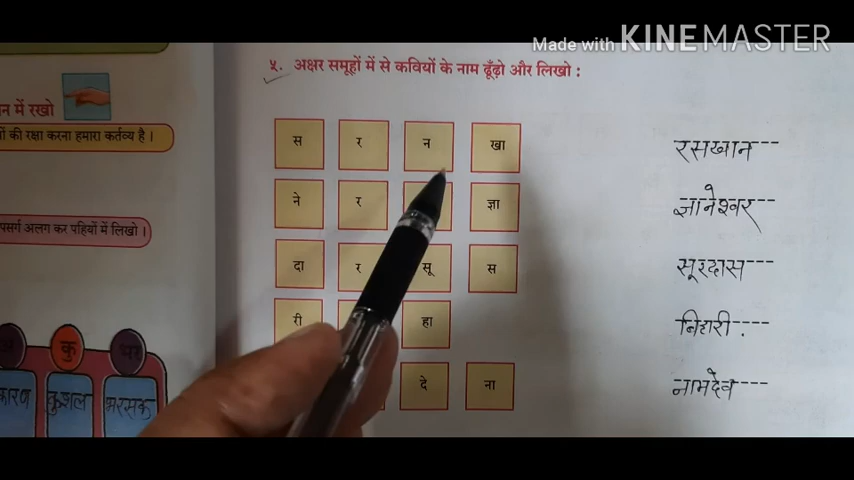 Made with KINEMASTER
५. अक्षर समूहों में से कवियों के नाम ढूँढ़ो और लिखो :
न में रखो
ों की रक्षा करना हमारा कर्तव्य है ।
पसर्ग अलग कर पहियों में लिखो ।
स र न खा रसखान---
ने र ज्ञा ज्ञानेश्वर---
दा र सू स सूरदास---
री हा बिहारी.---
दे ना नामदेव---
कु भर
कारण कुशल भरसक